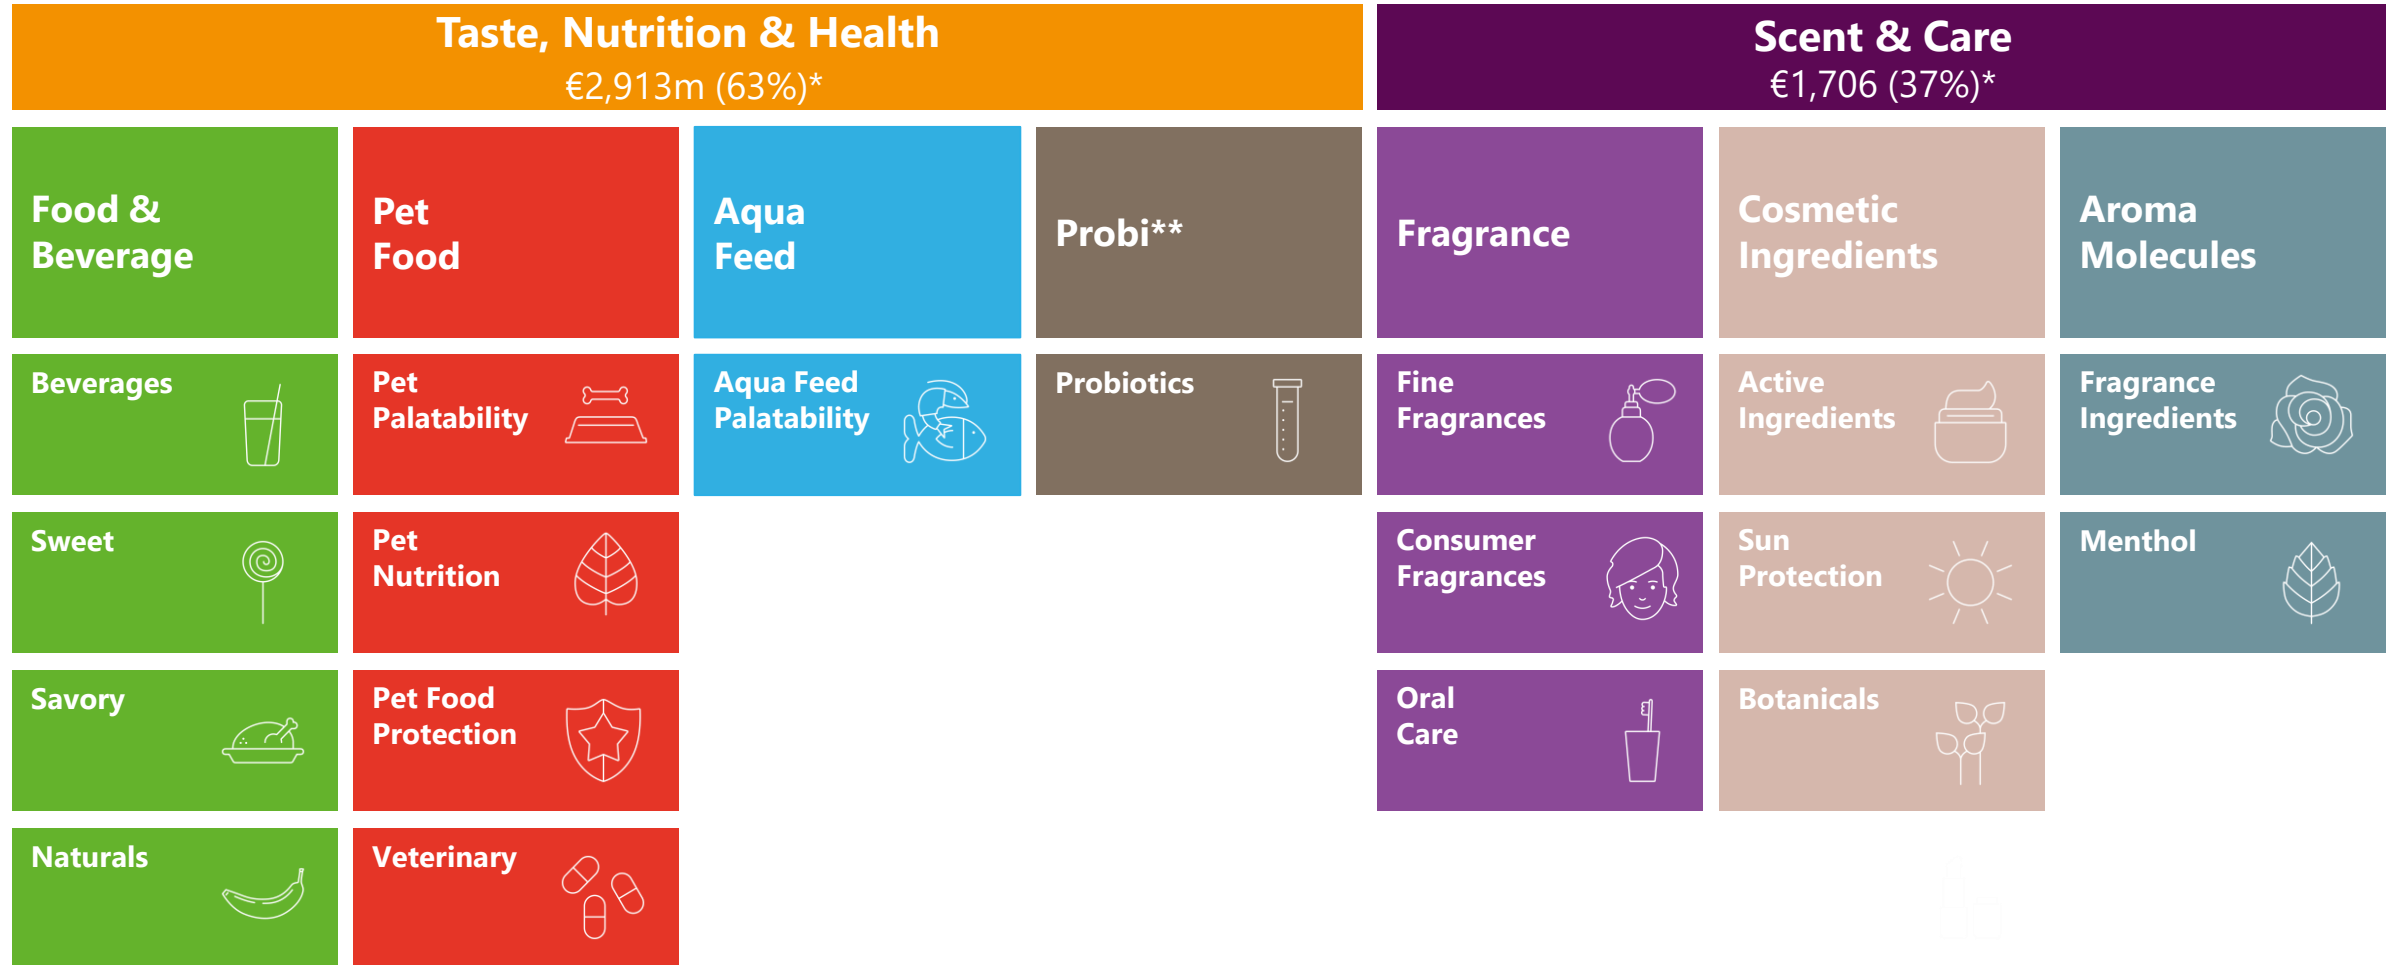 Taste, Nutrition & Health
€2,913m (63%)*
Scent & Care
€1,706 (37%)*
Food &
Beverage
Pet
Food
Aqua
Feed
Probi**
Fragrance
Cosmetic
Ingredients
Aroma
Molecules
Beverages
Pet
Palatability
Aqua Feed
Palatability
Probiotics
Fine
Fragrances
Active
Ingredients
Fragrance
Ingredients
Sweet
Pet
Nutrition
Consumer
Fragrances
Sun
Protection
Menthol
Savory
Pet Food
Protection
Oral
Care
Botanicals
Naturals
Veterinary